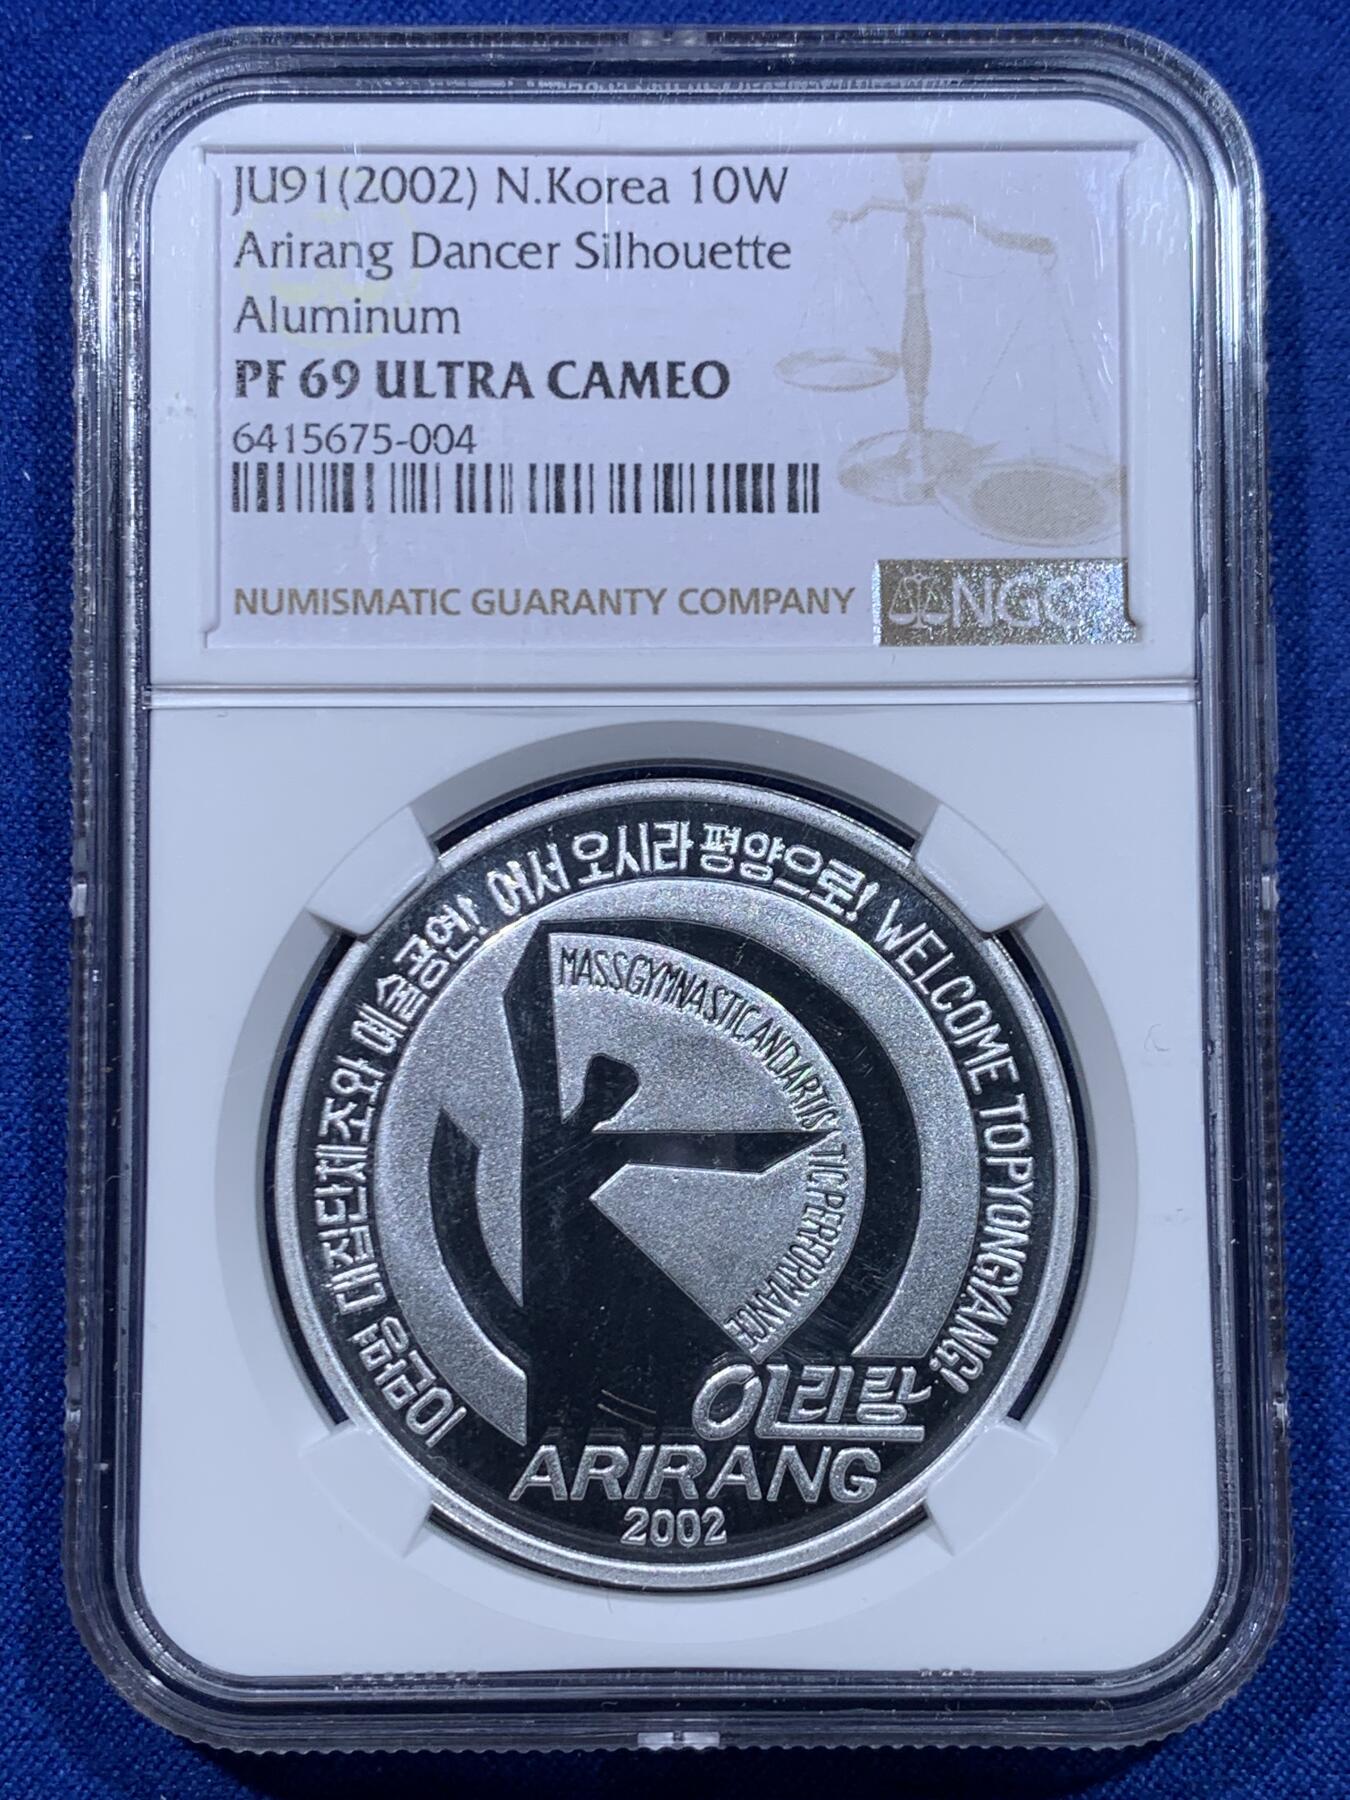 JU91(2002) N.Korea 10W
Arirang Dancer Silhouette
Aluminum
PF 69 ULTRA CAMEO
6415675-004
NUMISMATIC GUARANTY COMPANY
NGC
10만명 대집단체조와 예술공연, 어서 오시라 평양으로! WELCOME TO PYONGYANG!
MASSGYMNASTICANDARTISTICPERFORMANCE
아리랑
ARIRANG
2002